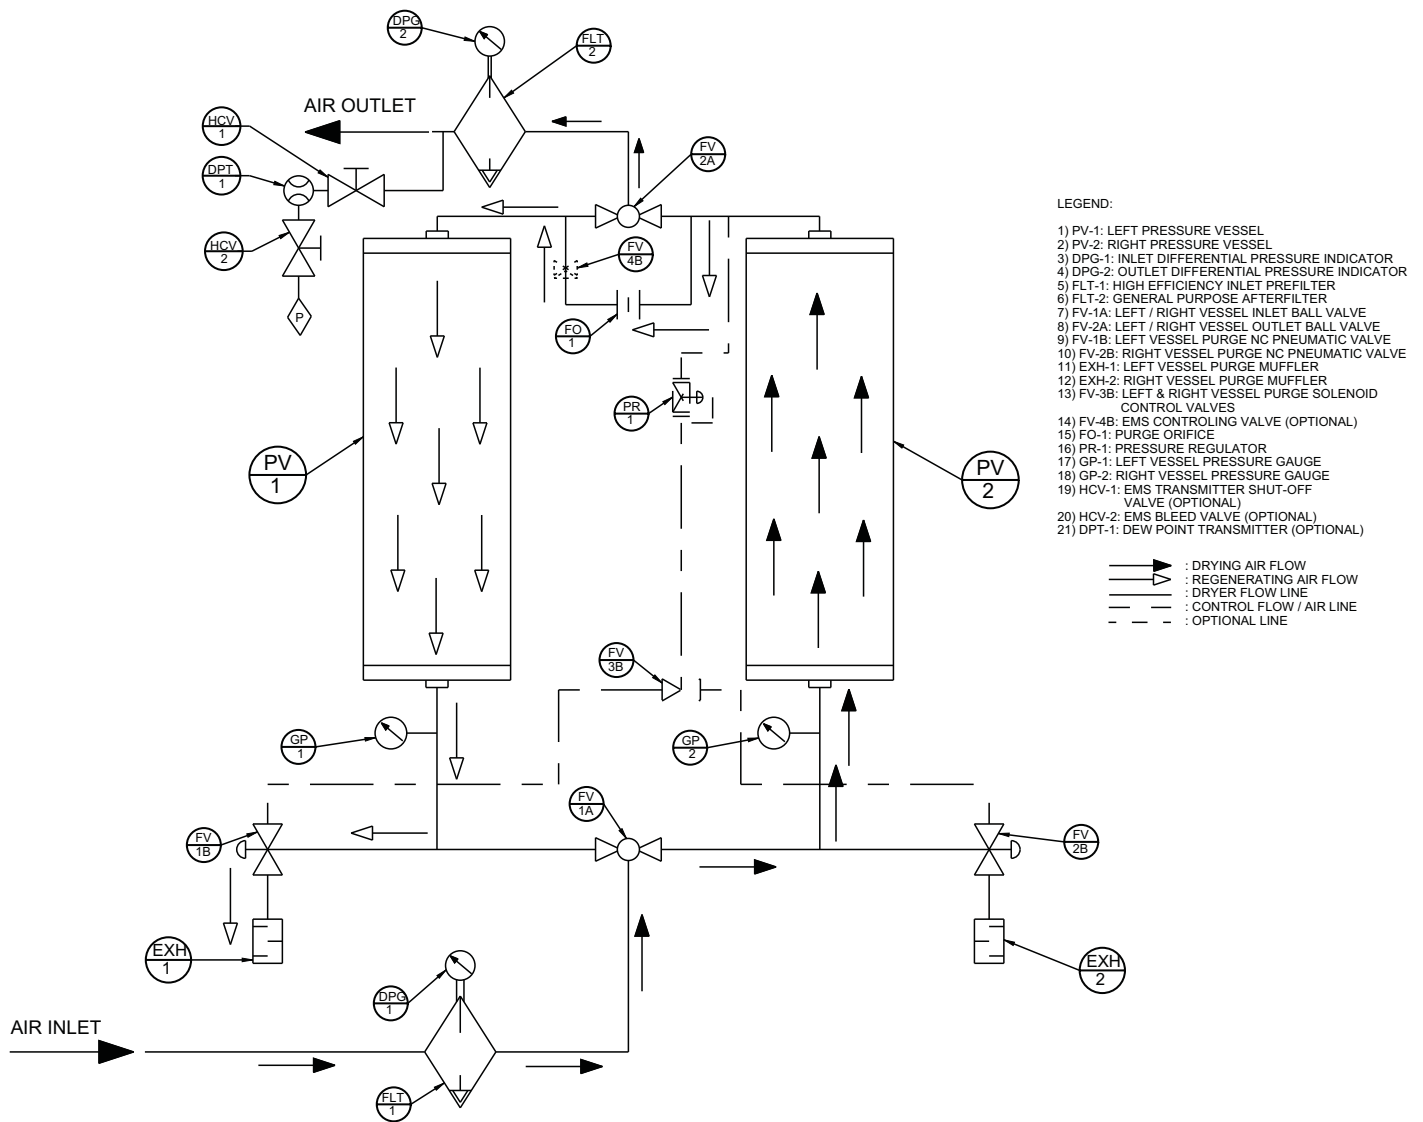 DPG
2
FLT
2
AIR OUTLET
HCV
1
DPT
1
HCV
2
P
FV
2A
FV
4B
FO
1
PR
1
PV
1
PV
2
FV
3B
GP
1
GP
2
FV
1A
FV
1B
FV
2B
EXH
1
EXH
2
DPG
1
AIR INLET
FLT
1
LEGEND:
1) PV-1: LEFT PRESSURE VESSEL
2) PV-2: RIGHT PRESSURE VESSEL
3) DPG-1: INLET DIFFERENTIAL PRESSURE INDICATOR
4) DPG-2: OUTLET DIFFERENTIAL PRESSURE INDICATOR
5) FLT-1: HIGH EFFICIENCY INLET PREFILTER
6) FLT-2: GENERAL PURPOSE AFTERFILTER
7) FV-1A: LEFT / RIGHT VESSEL INLET BALL VALVE
8) FV-2A: LEFT / RIGHT VESSEL OUTLET BALL VALVE
9) FV-1B: LEFT VESSEL PURGE NC PNEUMATIC VALVE
10) FV-2B: RIGHT VESSEL PURGE NC PNEUMATIC VALVE
11) EXH-1: LEFT VESSEL PURGE MUFFLER
12) EXH-2: RIGHT VESSEL PURGE MUFFLER
13) FV-3B: LEFT & RIGHT VESSEL PURGE SOLENOID
CONTROL VALVES
14) FV-4B: EMS CONTROLING VALVE (OPTIONAL)
15) FO-1: PURGE ORIFICE
16) PR-1: PRESSURE REGULATOR
17) GP-1: LEFT VESSEL PRESSURE GAUGE
18) GP-2: RIGHT VESSEL PRESSURE GAUGE
19) HCV-1: EMS TRANSMITTER SHUT-OFF
VALVE (OPTIONAL)
20) HCV-2: EMS BLEED VALVE (OPTIONAL)
21) DPT-1: DEW POINT TRANSMITTER (OPTIONAL)
: DRYING AIR FLOW
: REGENERATING AIR FLOW
: DRYER FLOW LINE
: CONTROL FLOW / AIR LINE
: OPTIONAL LINE